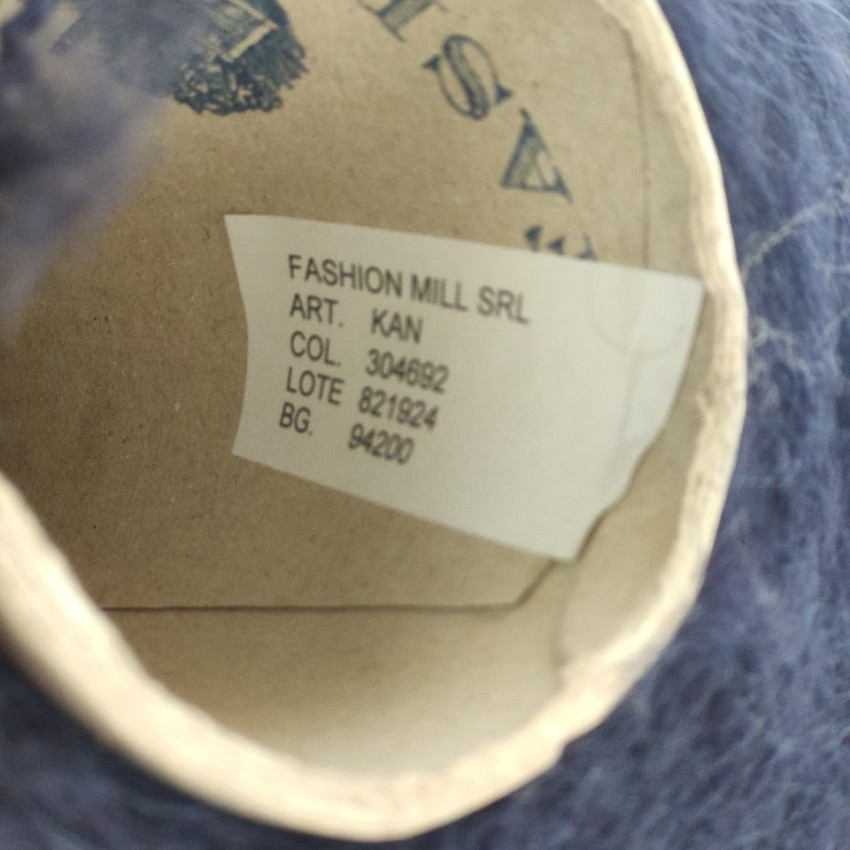 FASHION MILL SRL
ART. KAN
COL. 304692
LOTE 821924
BG. 94200